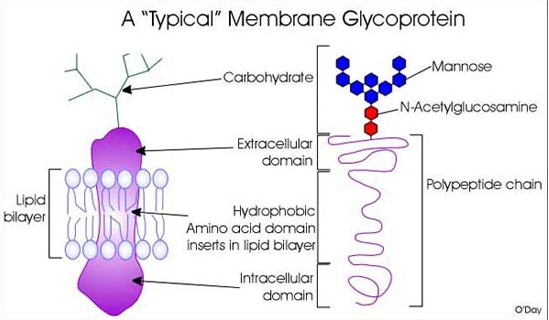 A “Typical” Membrane Glycoprotein
Carbohydrate
Mannose
N-Acetylglucosamine
Extracellular
domain
Polypeptide chain
Lipid
bilayer
Hydrophobic
Amino acid domain
inserts in lipid bilayer
Intracellular
domain
O'Day